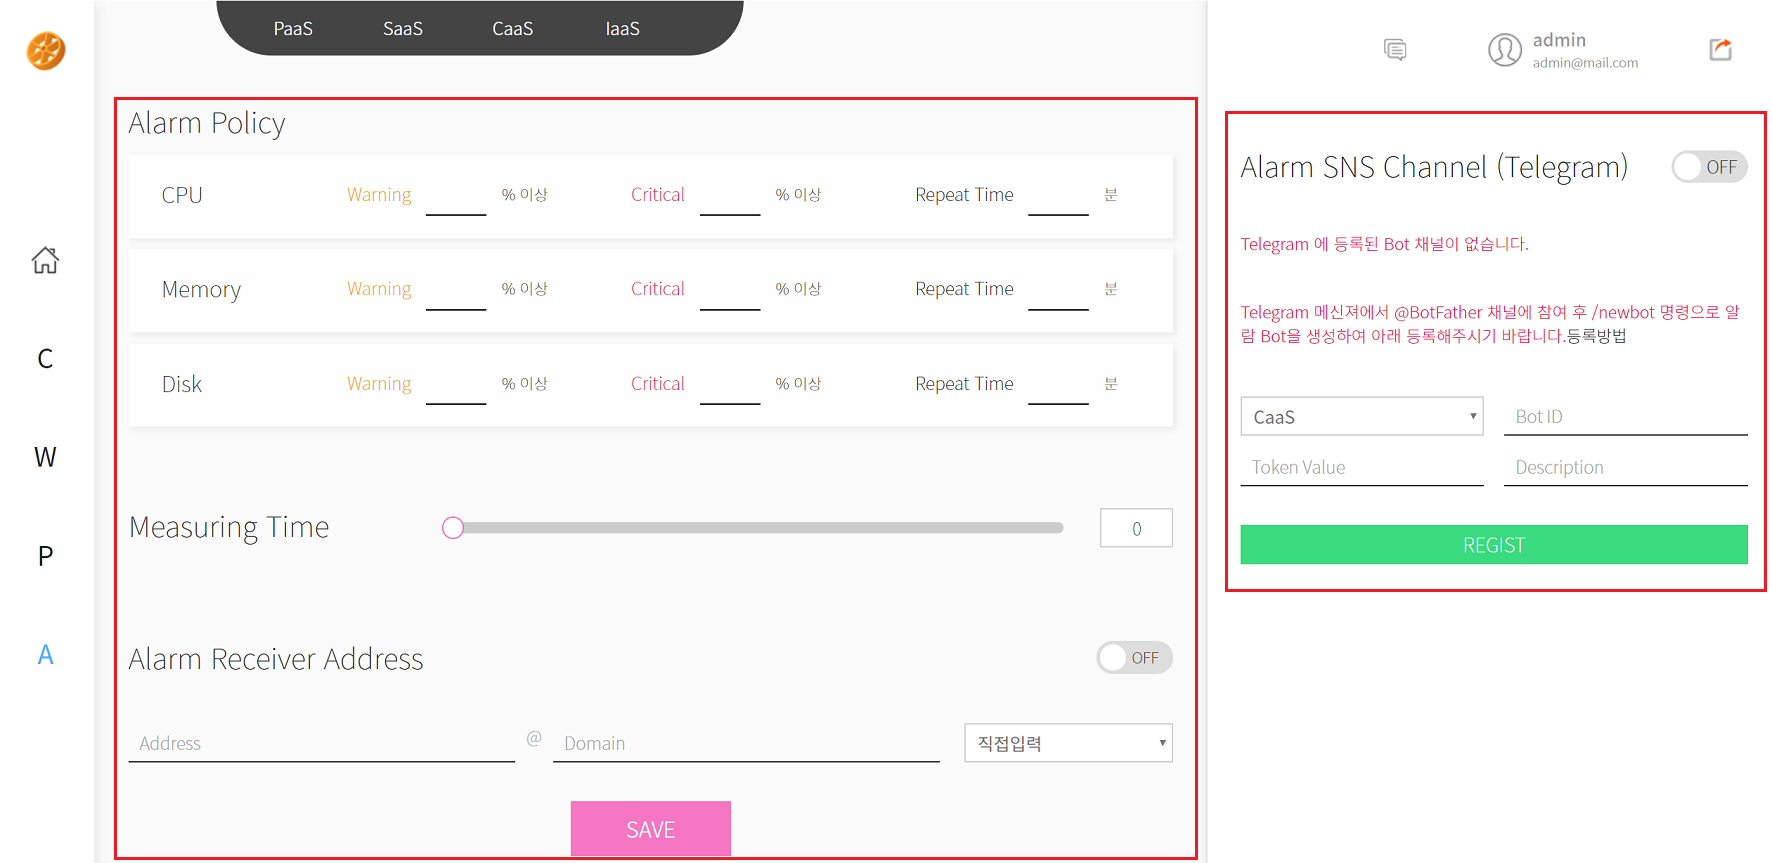 PaaS SaaS CaaS IaaS
admin
admin@mail.com
C
W
P
A
Alarm Policy
CPU Warning % 이상 Critical % 이상 Repeat Time 분
Memory Warning % 이상 Critical % 이상 Repeat Time 분
Disk Warning % 이상 Critical % 이상 Repeat Time 분
Measuring Time 0
Alarm Receiver Address OFF
Address @ Domain 직접입력
SAVE
Alarm SNS Channel (Telegram) OFF
Telegram 에 등록된 Bot 채널이 없습니다.
Telegram 메신져에서 @BotFather 채널에 참여 후 /newbot 명령으로 알
람 Bot을 생성하여 아래 등록해주시기 바랍니다.등록방법
CaaS Bot ID
Token Value Description
REGIST